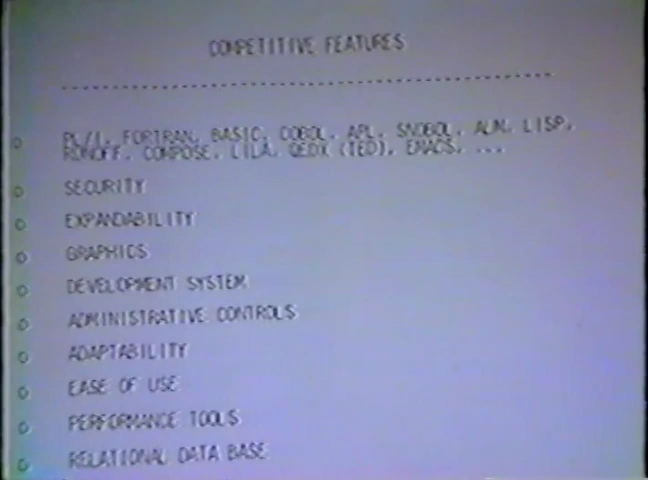 COMPETITIVE FEATURES
--------------------------------------------------
o PL/I, FORTRAN, BASIC, COBOL, APL, SNOBOL, ALM, LISP,
RUNOFF, COMPOSE, LILA, QEDX (TED), EMACS, ...
o SECURITY
o EXPANDABILITY
o GRAPHICS
o DEVELOPMENT SYSTEM
o ADMINISTRATIVE CONTROLS
o ADAPTABILITY
o EASE OF USE
o PERFORMANCE TOOLS
o RELATIONAL DATA BASE